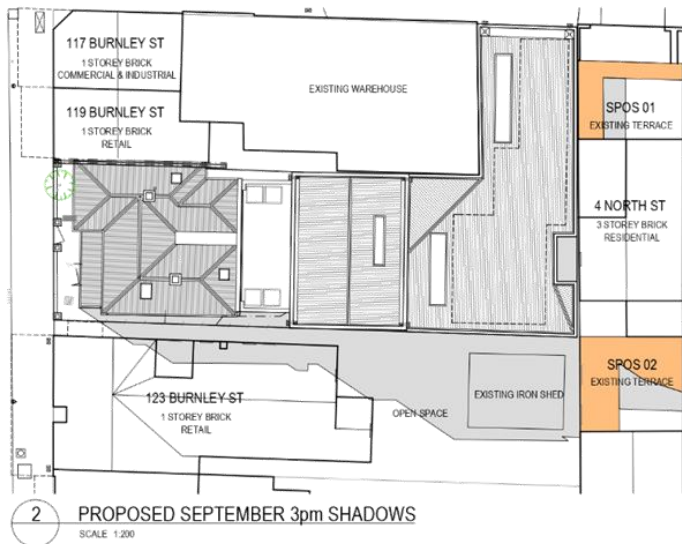 117 BURNLEY ST
1 STOREY BRICK
COMMERCIAL & INDUSTRIAL
119 BURNLEY ST
1 STOREY BRICK
RETAIL
EXISTING WAREHOUSE
SPOS 01
EXISTING TERRACE
4 NORTH ST
3 STOREY BRICK
RESIDENTIAL
SPOS 02
EXISTING TERRACE
123 BURNLEY ST
1 STOREY BRICK
RETAIL
OPEN SPACE
EXISTING IRON SHED
2
PROPOSED SEPTEMBER 3pm SHADOWS
SCALE 1:200